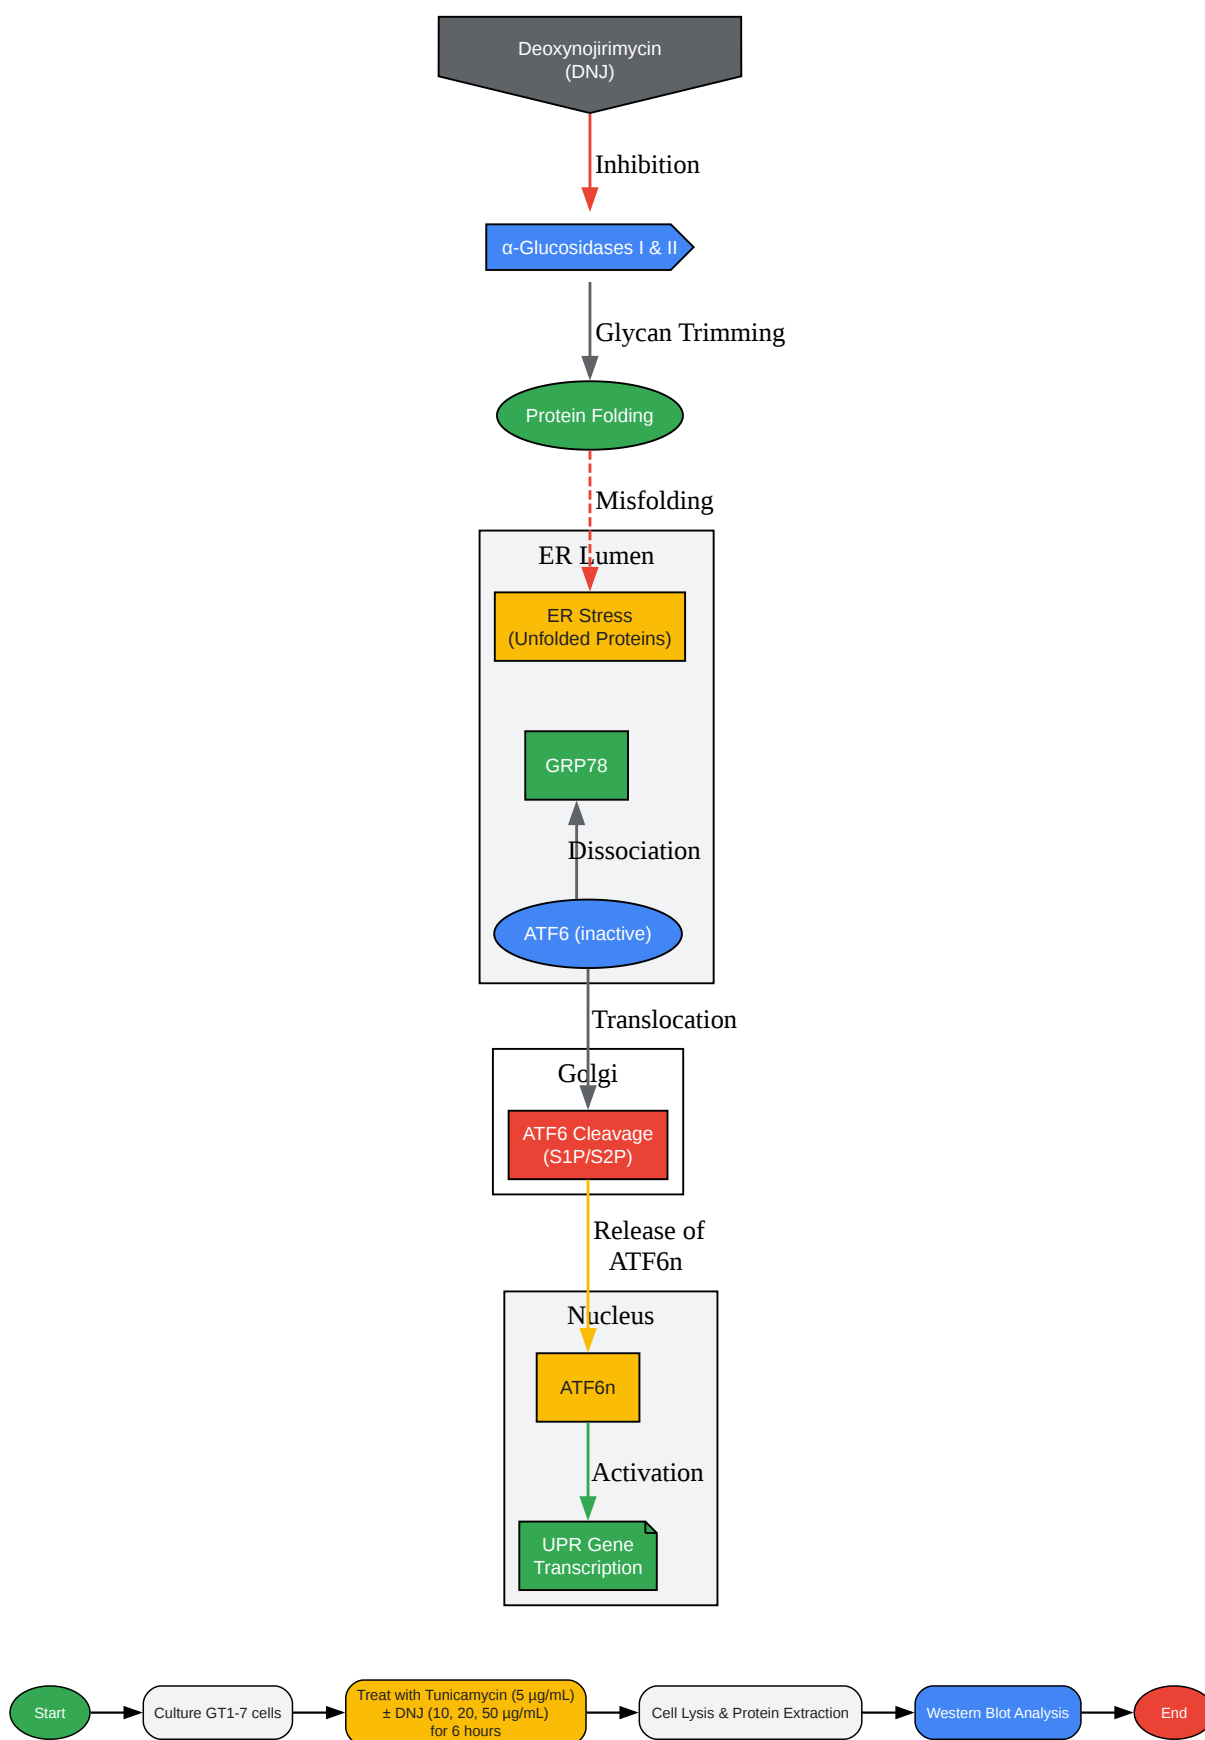 Deoxynojirimycin
(DNJ)
Inhibition
α-Glucosidases I & II
Glycan Trimming
Protein Folding
Misfolding
ER Lumen
ER Stress
(Unfolded Proteins)
GRP78
Dissociation
ATF6 (inactive)
Translocation
Golgi
ATF6 Cleavage
(S1P/S2P)
Release of
ATF6n
Nucleus
ATF6n
Activation
UPR Gene
Transcription
Start
Culture GT1-7 cells
Treat with Tunicamycin (5 µg/mL)
± DNJ (10, 20, 50 µg/mL)
for 6 hours
Cell Lysis & Protein Extraction
Western Blot Analysis
End